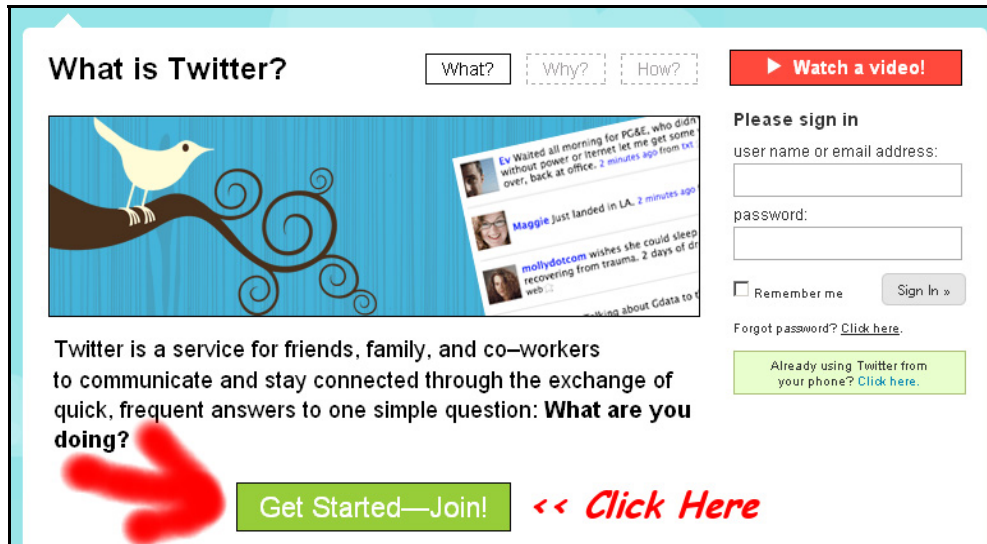 What is Twitter?
What?
Why?
How?
Watch a video!
Ev Waited all morning for PG&E, who didn
without power or iternet let me get some
over, back at office. 2 minutes ago from txt
Maggie Just landed in LA. 2 minutes ago
mollydotcom wishes she could sleep
recovering from trauma. 2 days of dr
web
Talking about Gdata to t
Please sign in
user name or email address:
password:
Remember me
Sign In »
Forgot password? Click here.
Already using Twitter from
your phone? Click here.
Twitter is a service for friends, family, and co–workers
to communicate and stay connected through the exchange of
quick, frequent answers to one simple question: What are you
doing?
Get Started—Join!
<< Click Here